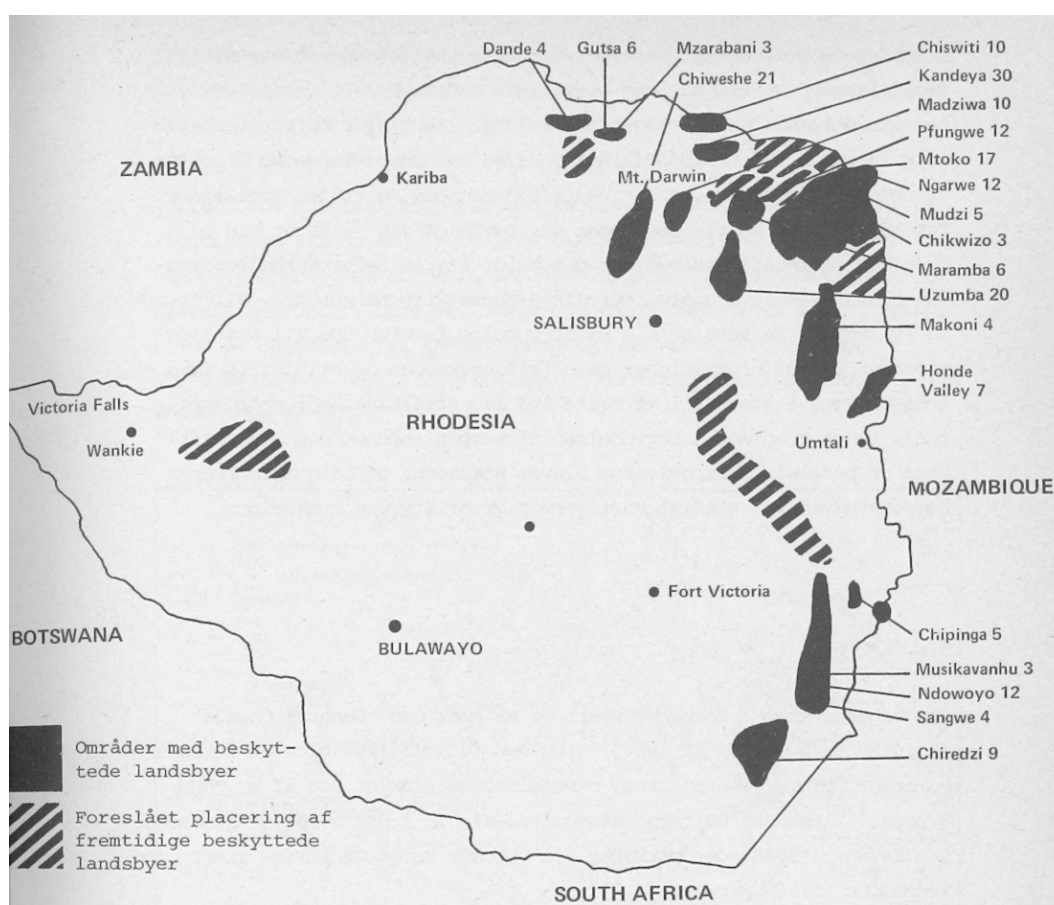 Dande 4
Gutsa 6
Mzarabani 3
Chiweshe 21
Chiswiti 10
Kandeya 30
Madziwa 10
Pfungwe 12
Mtoko 17
Ngarwe 12
Mudzi 5
Chikwizo 3
Maramba 6
Uzumba 20
Makoni 4
Honde
Valley 7
ZAMBIA
Kariba
Mt. Darwin
SALISBURY
Victoria Falls
Wankie
RHODESIA
Umtali
MOZAMBIQUE
Fort Victoria
BOTSWANA
BULAWAYO
Chipinga 5
Musikavanhu 3
Ndowoyo 12
Sangwe 4
Chiredzi 9
Områder med beskyt-
tede landsbyer
Foreslået placering af
fremtidige beskyttede
landsbyer
SOUTH AFRICA